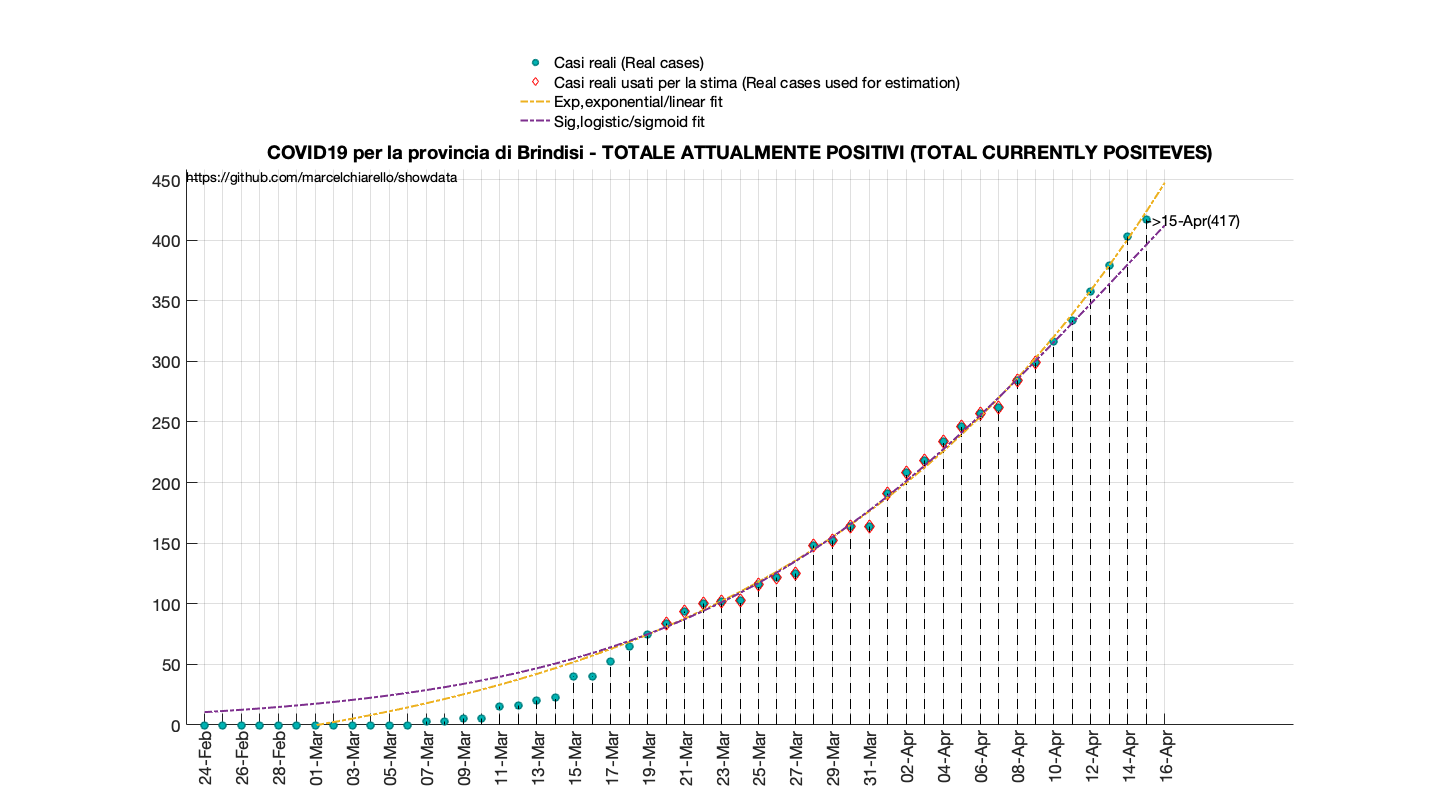 Casi reali (Real cases)
Casi reali usati per la stima (Real cases used for estimation)
Exp,exponential/linear fit
Sig,logistic/sigmoid fit
COVID19 per la provincia di Brindisi - TOTALE ATTUALMENTE POSITIVI (TOTAL CURRENTLY POSITEVES)
https://github.com/marcelchiarello/showdata
450
400
350
300
250
200
150
100
50
0
>15-Apr(417)
24-Feb
26-Feb
28-Feb
01-Mar
03-Mar
05-Mar
07-Mar
09-Mar
11-Mar
13-Mar
15-Mar
17-Mar
19-Mar
21-Mar
23-Mar
25-Mar
27-Mar
29-Mar
31-Mar
02-Apr
04-Apr
06-Apr
08-Apr
10-Apr
12-Apr
14-Apr
16-Apr